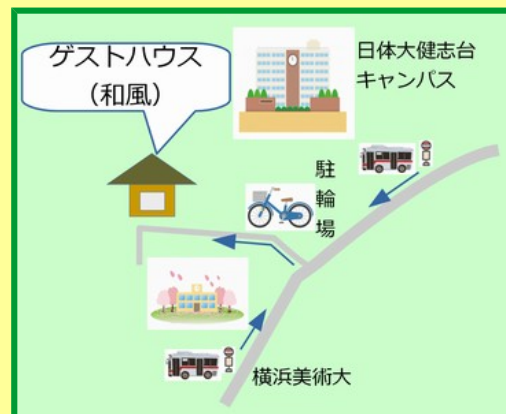 ゲストハウス
（和風）
日体大健志台
キャンパス
駐輪場
横浜美術大